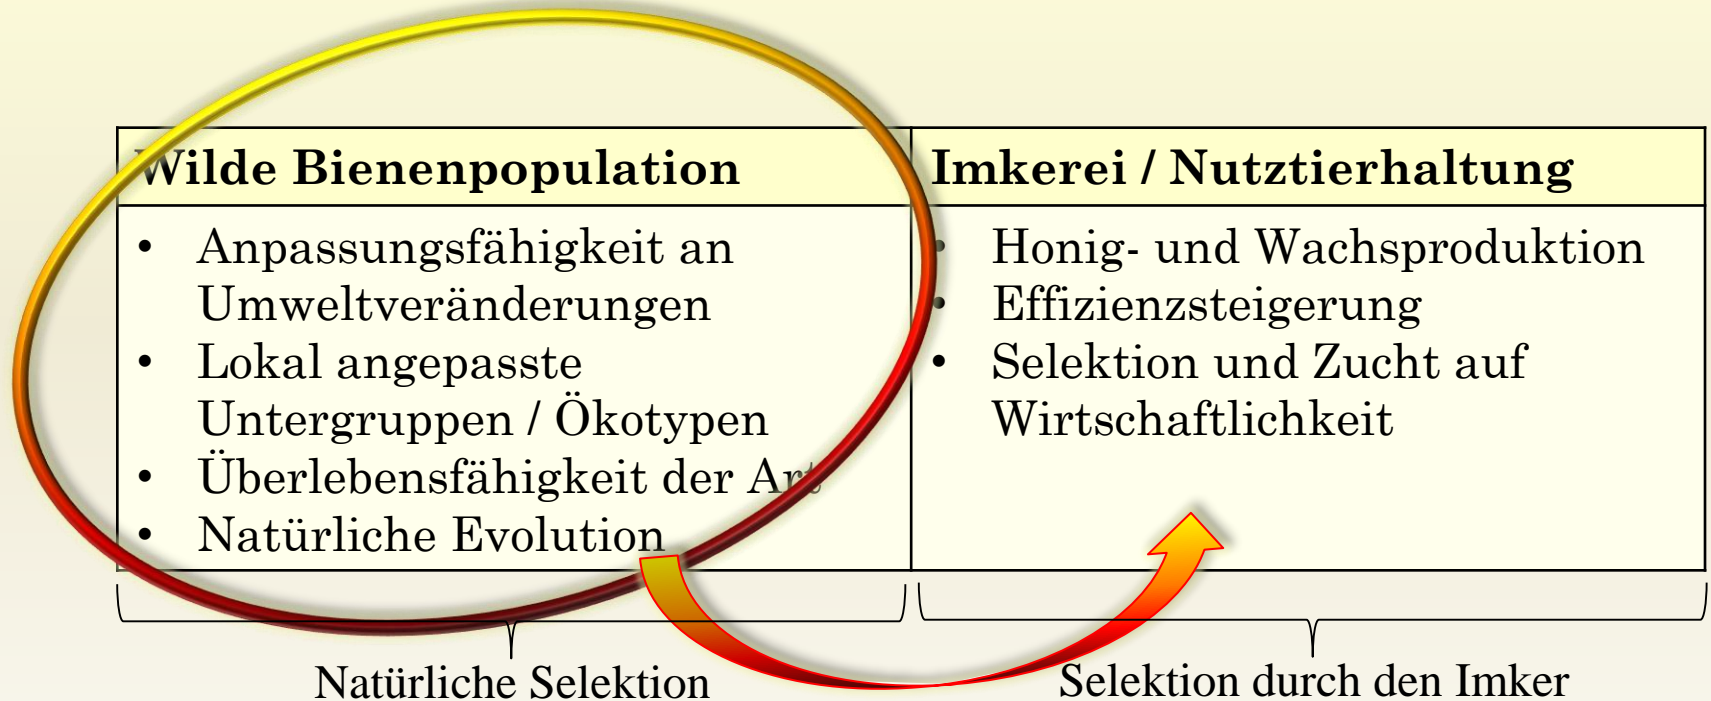 Wilde Bienenpopulation
• Anpassungsfähigkeit an
Umweltveränderungen
• Lokal angepasste
Untergruppen / Ökotypen
• Überlebensfähigkeit der Art
• Natürliche Evolution
Imkerei / Nutztierhaltung
• Honig- und Wachsproduktion
• Effizienzsteigerung
• Selektion und Zucht auf
Wirtschaftlichkeit
Natürliche Selektion
Selektion durch den Imker